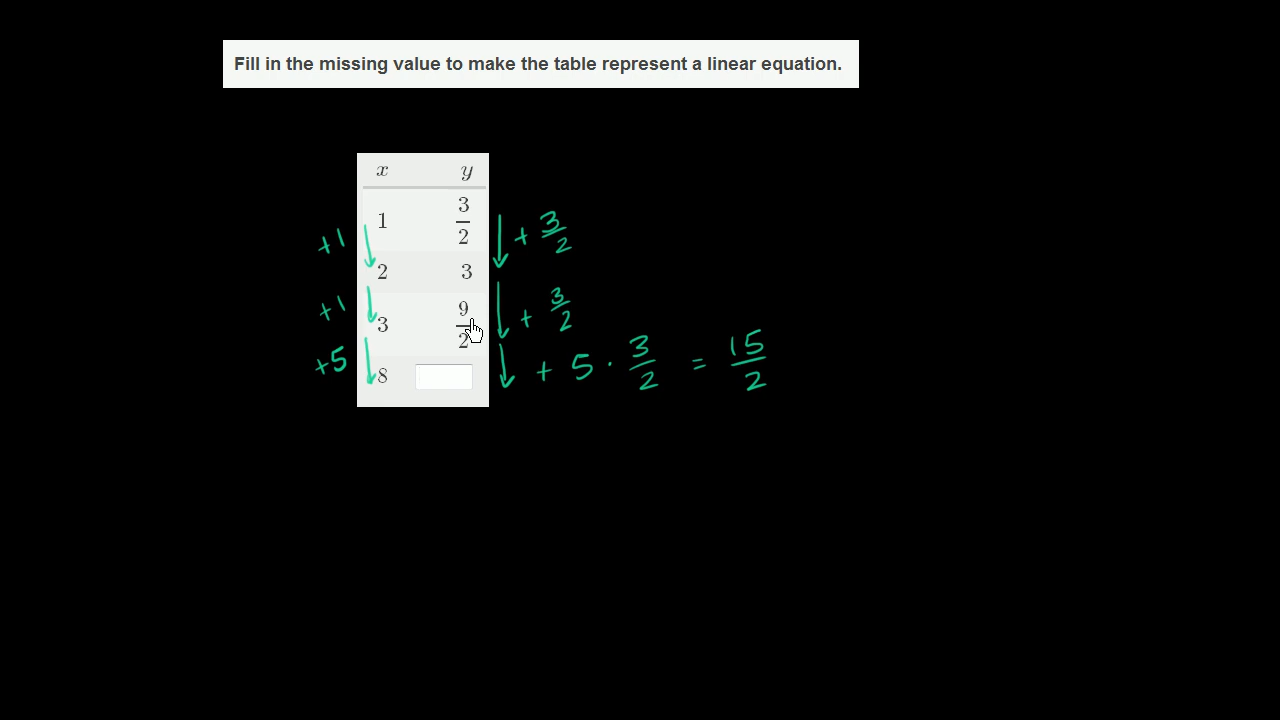 Fill in the missing value to make the table represent a linear equation.
x y
+1 1 3/2 + 3/2
2 3
+1 3 9/2 + 3/2
+5 8 + 5 · 3/2 = 15/2